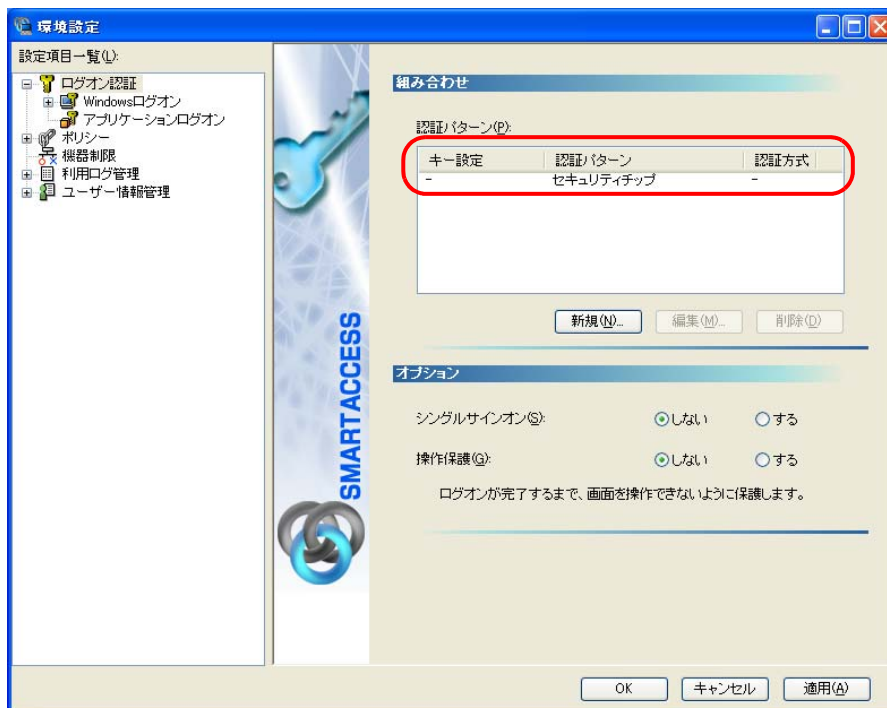 環境設定
設定項目一覧(L):
ログオン認証
Windowsログオン
アプリケーションログオン
ポリシー
機器制限
利用ログ管理
ユーザー情報管理
SMARTACCESS
組み合わせ
認証パターン(P):
キー設定 認証パターン 認証方式
- セキュリティチップ -
新規(N)... 編集(M)... 削除(D)
オプション
シングルサインオン(S): しない する
操作保護(G): しない する
ログオンが完了するまで、画面を操作できないように保護します。
OK キャンセル 適用(A)